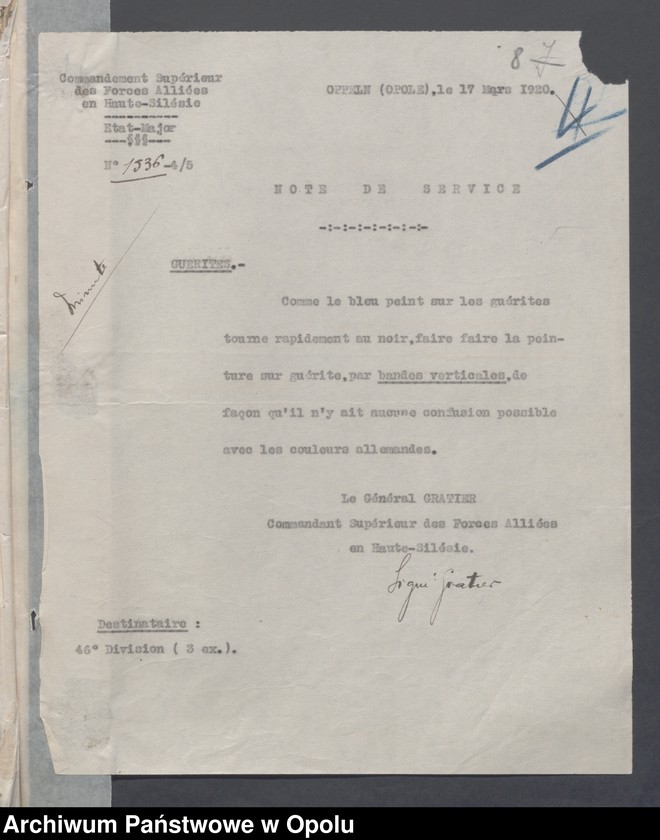 8 7
Commandement Supérieur
des Forces Alliées
en Haute-Silésie
Etat-Major
OPPELN (OPOLE),le 17 Mars 1920.
N° 1536-4/5
NOTE DE SERVICE
-:-:-:-:-:-:-:-
Minute
GUERITES.-
Comme le bleu peint sur les guérites
tourne rapidement au noir,faire faire la pein-
ture sur guérite,par bandes verticales,de
façon qu'il n'y ait aucune confusion possible
avec les couleurs allemandes.
Le Général GRATIER
Commandant Supérieur des Forces Alliées
en Haute-Silésie.
Signé Gratier
Destinataire :
46° Division ( 3 ex.).
Archiwum Państwowe w Opolu